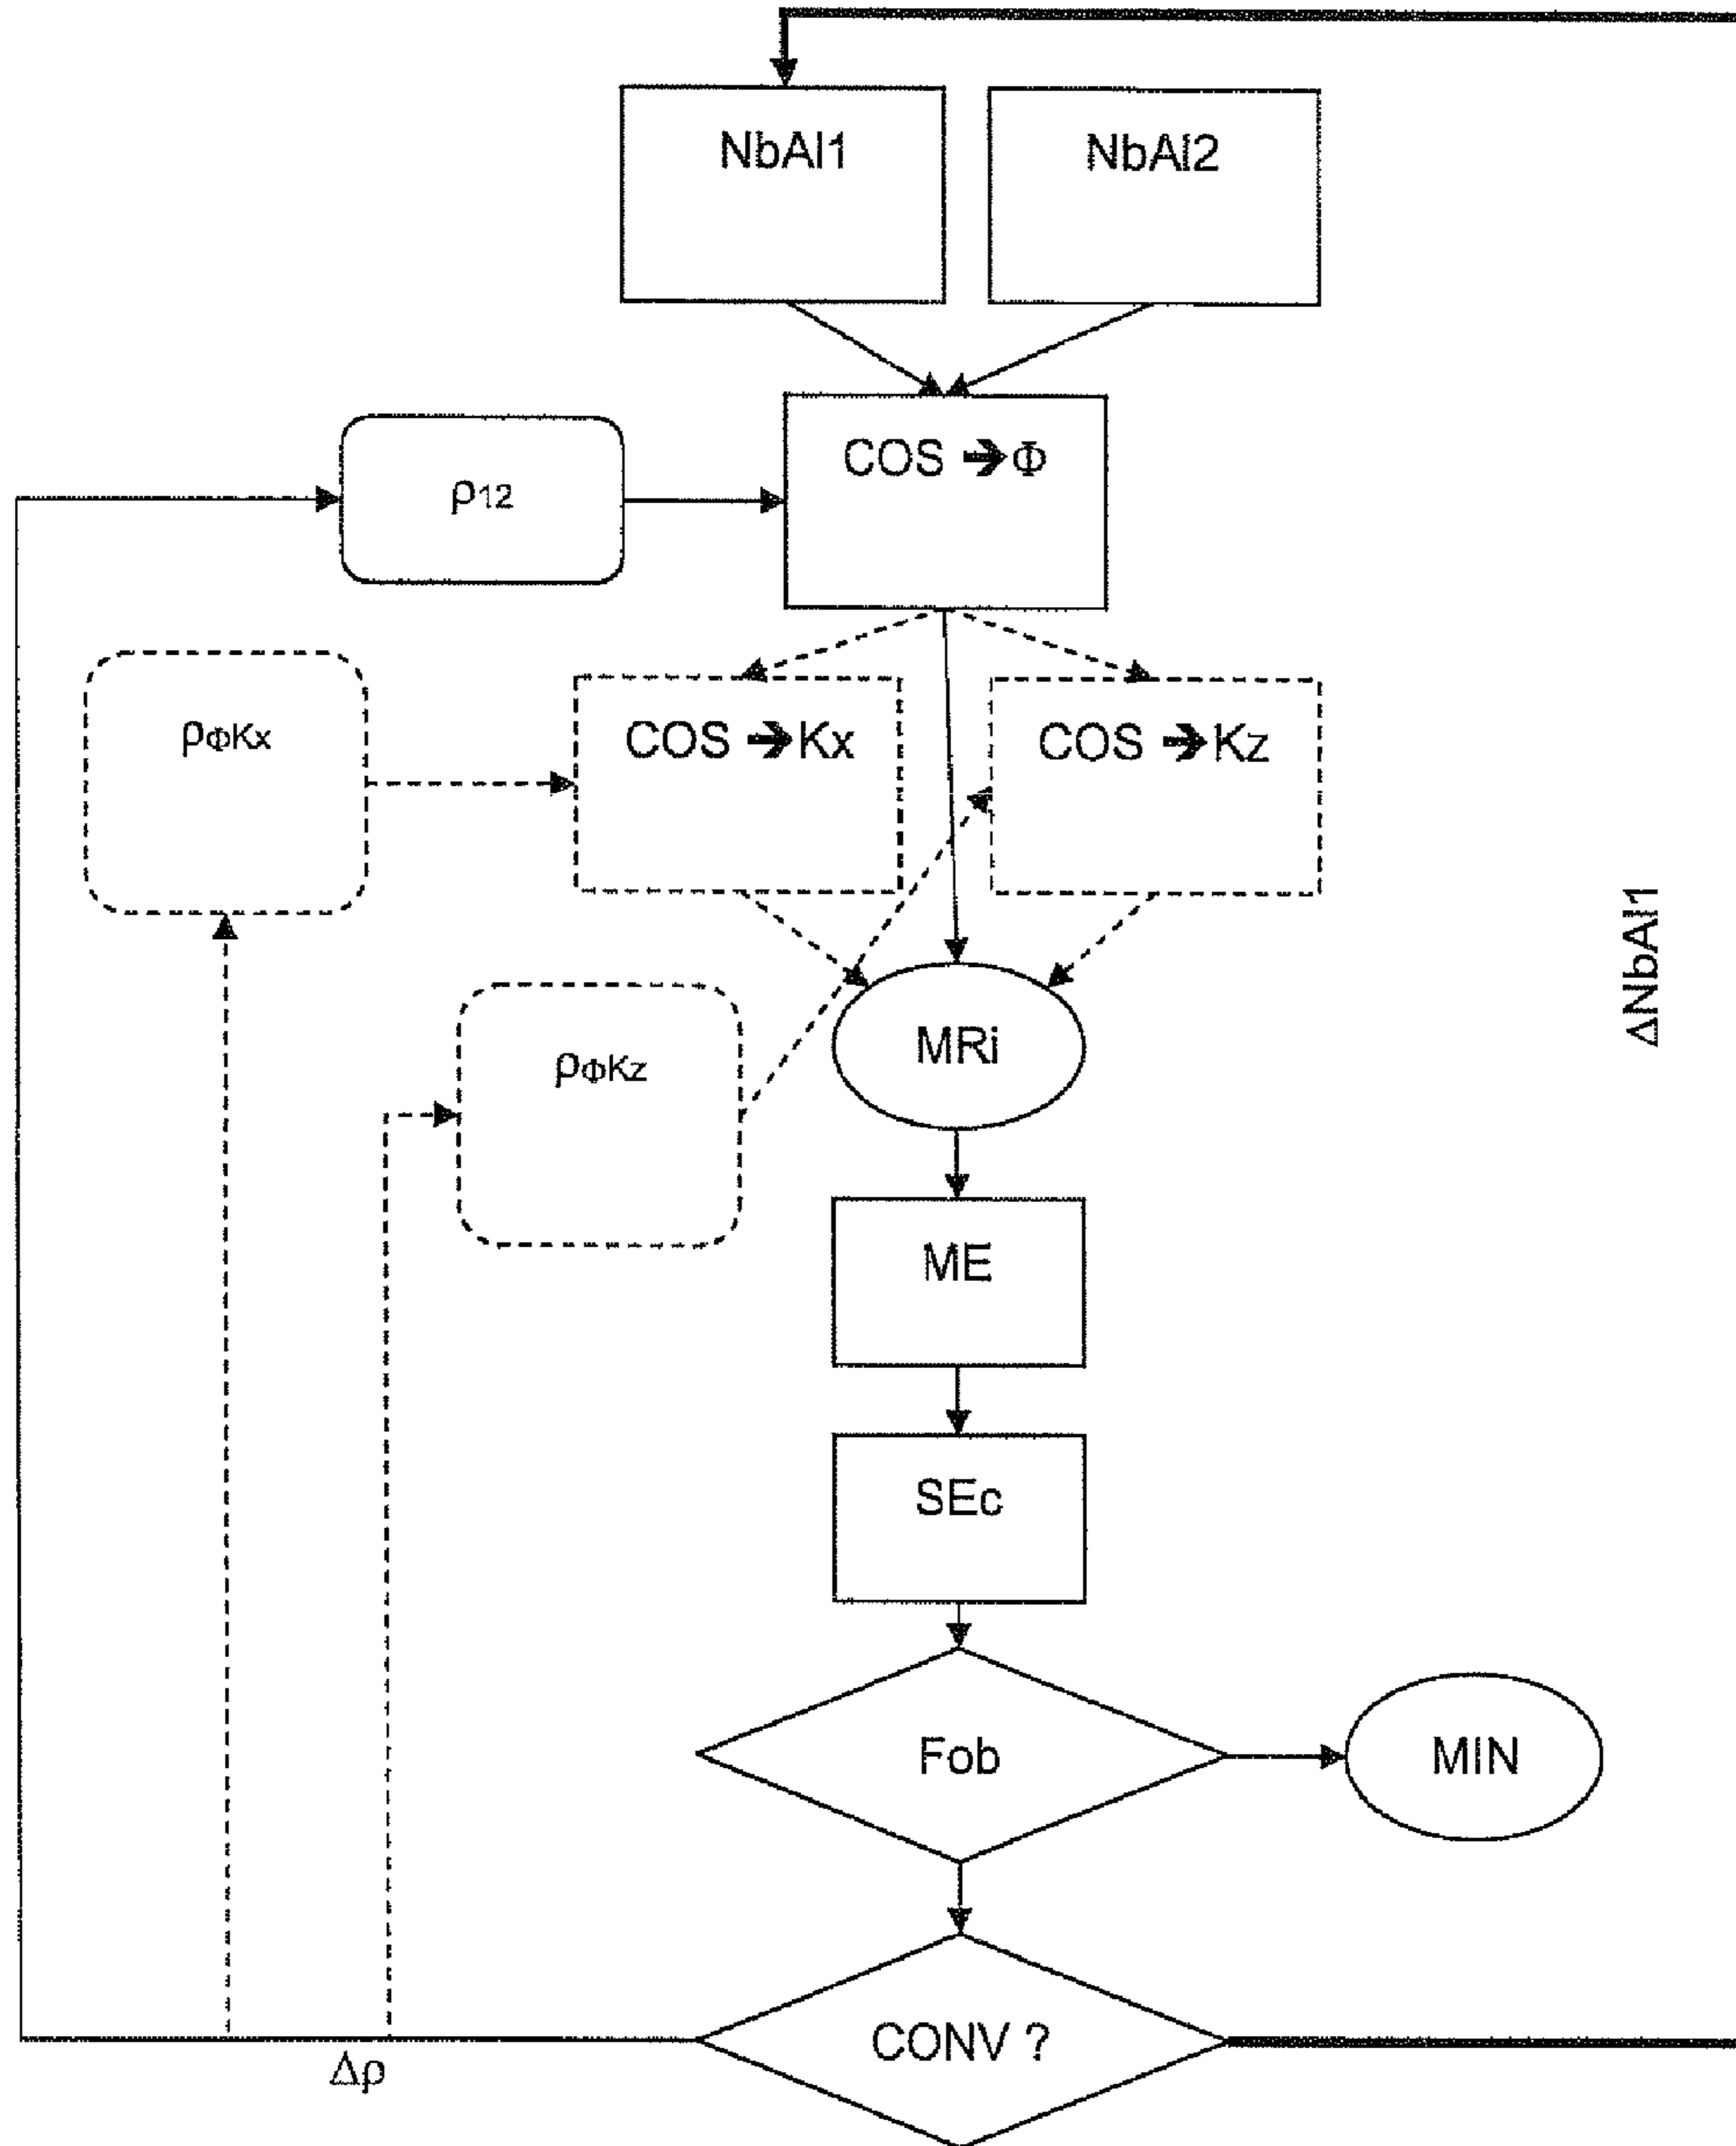 NbAl1
NbAl2
COS ➔Φ
ρ12
ρΦKx
COS ➔Kx
COS ➔Kz
ΔNbAl1
MRi
ρΦKz
ME
SEc
Fob
MIN
CONV ?
Δρ